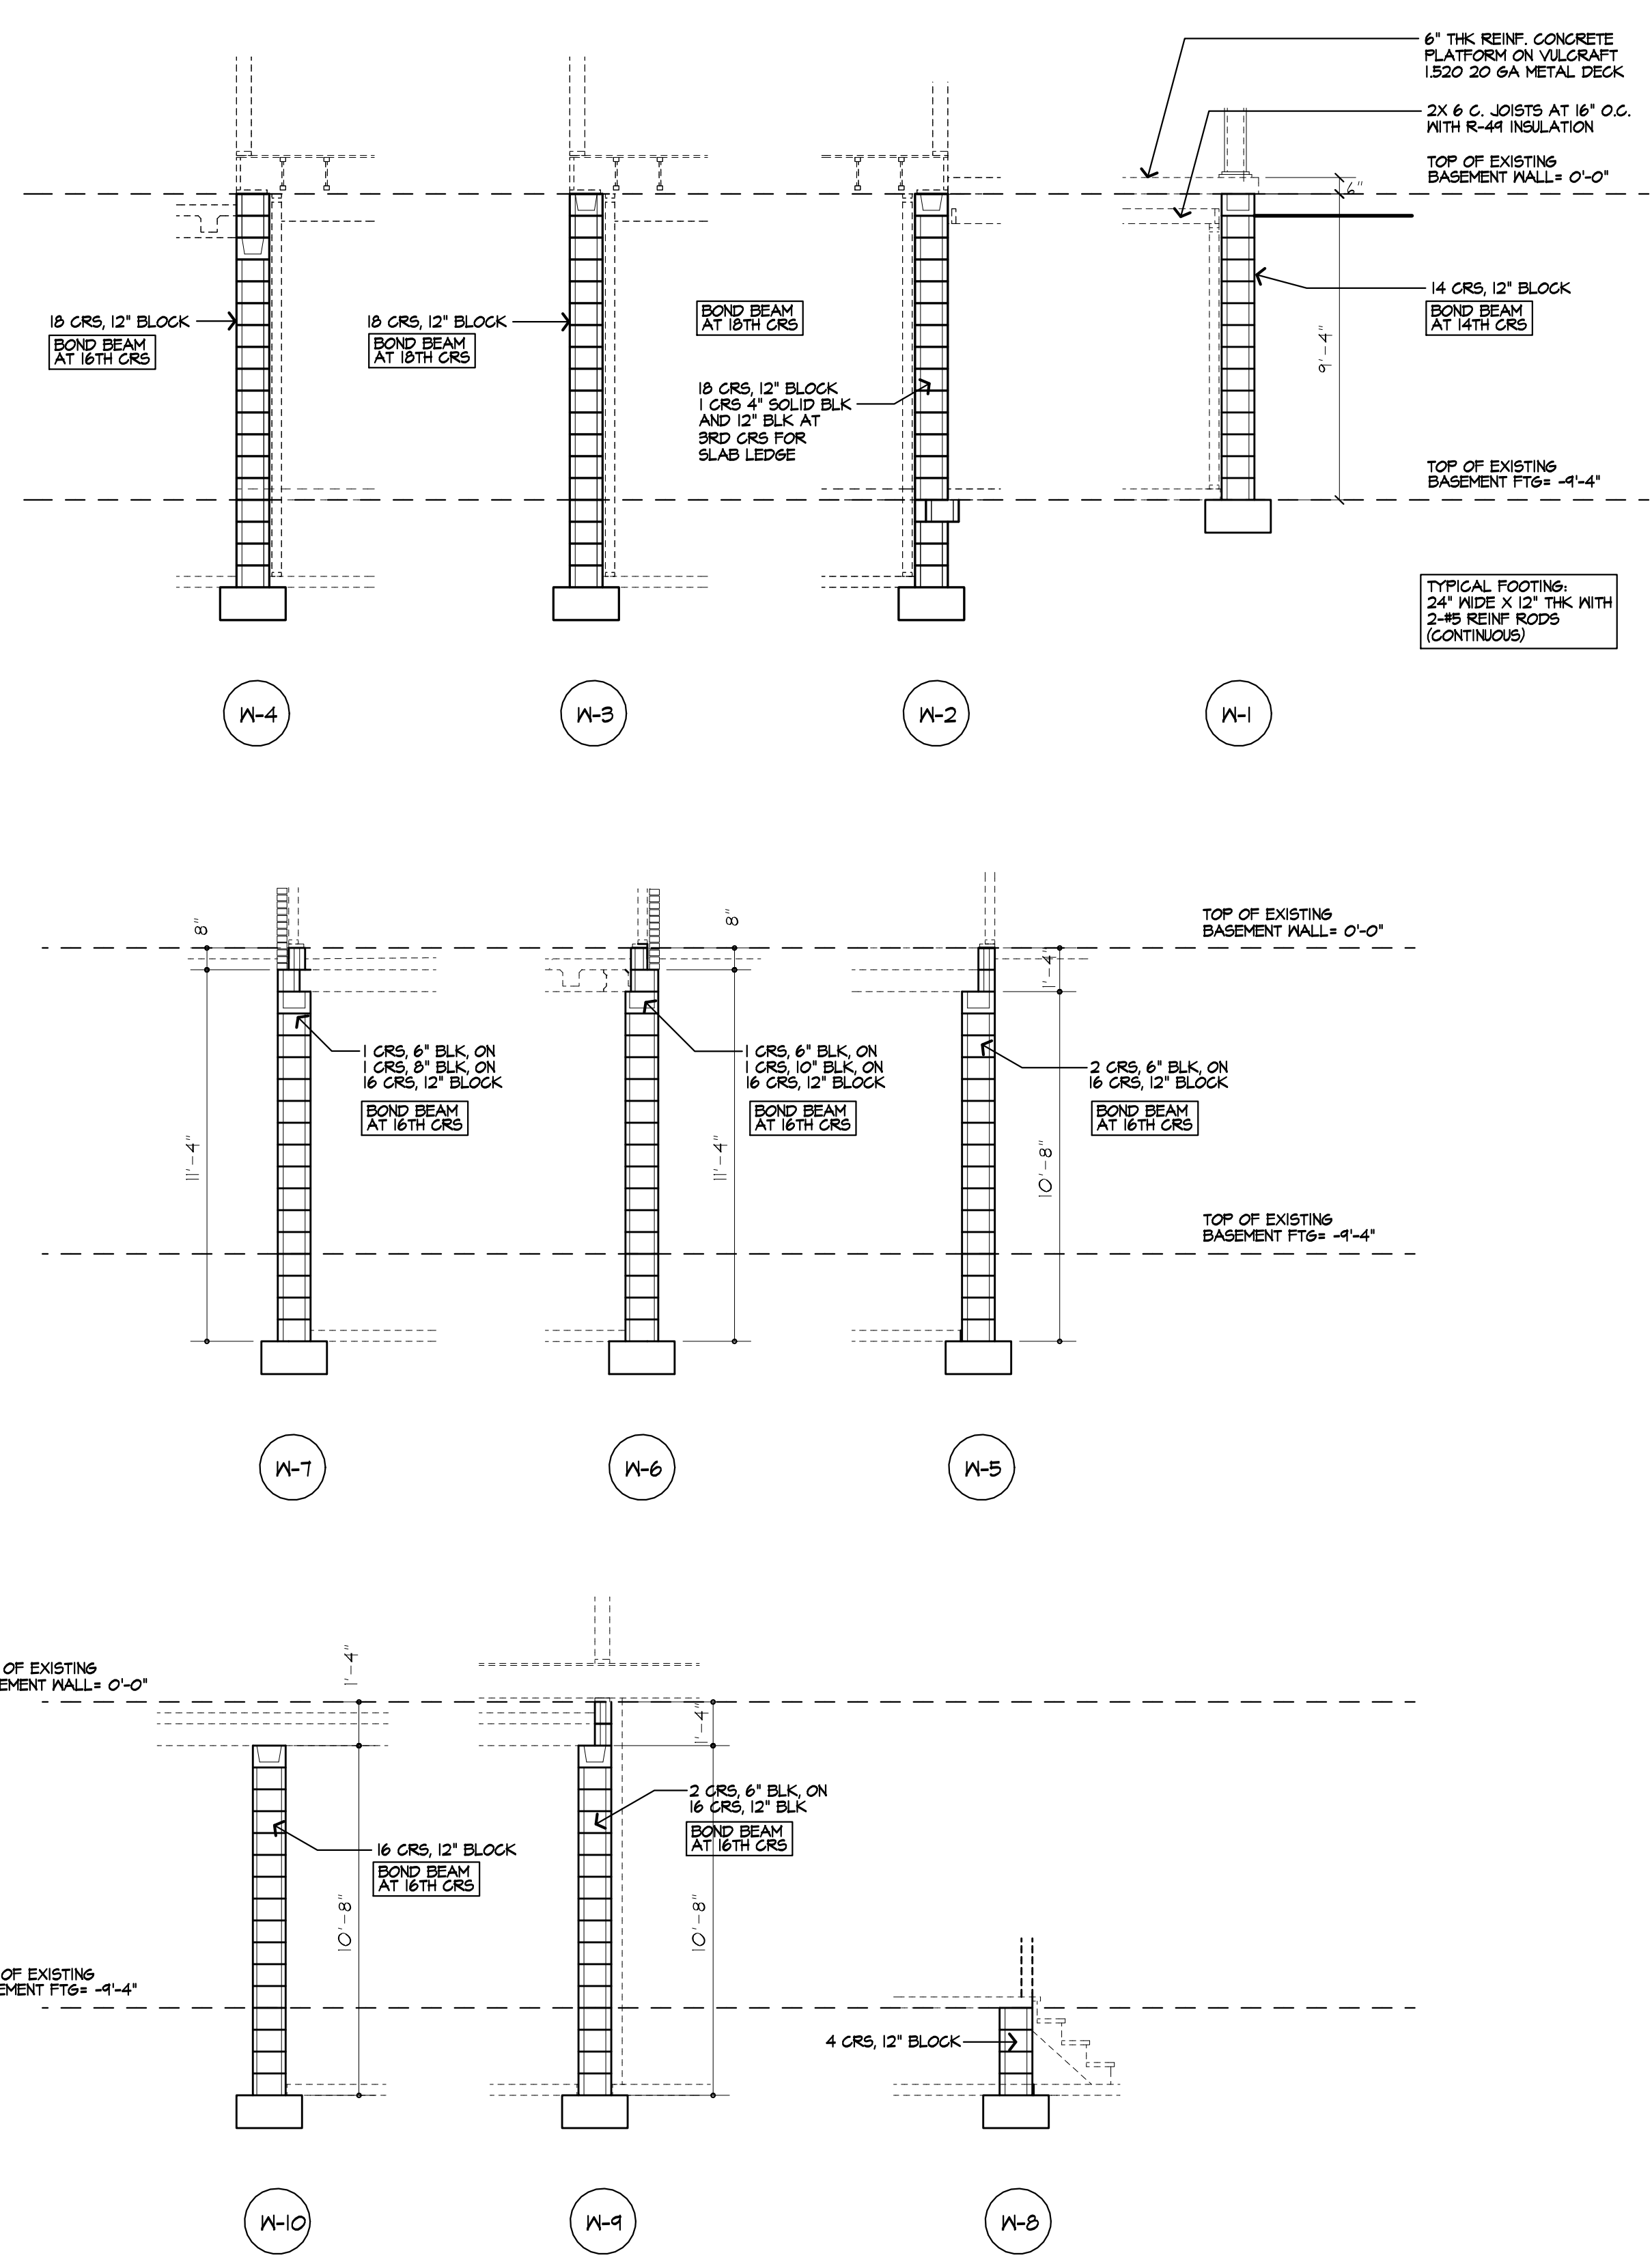 6" THK REINF. CONCRETE
PLATFORM ON VULCRAFT
1.520 20 GA METAL DECK
2X 6 C. JOISTS AT 16" O.C.
WITH R-49 INSULATION
TOP OF EXISTING
BASEMENT WALL= 0'-0"
6"
18 CRS, 12" BLOCK
BOND BEAM
AT 16TH CRS
18 CRS, 12" BLOCK
BOND BEAM
AT 18TH CRS
BOND BEAM
AT 18TH CRS
18 CRS, 12" BLOCK
1 CRS 4" SOLID BLK
AND 12" BLK AT
3RD CRS FOR
SLAB LEDGE
14 CRS, 12" BLOCK
BOND BEAM
AT 14TH CRS
9'-4"
TOP OF EXISTING
BASEMENT FTG= -9'-4"
TYPICAL FOOTING:
24" WIDE X 12" THK WITH
2-#5 REINF RODS
(CONTINUOUS)
W-4
W-3
W-2
W-1
8"
8"
1'-4"
TOP OF EXISTING
BASEMENT WALL= 0'-0"
1 CRS, 6" BLK, ON
1 CRS, 8" BLK, ON
16 CRS, 12" BLOCK
BOND BEAM
AT 16TH CRS
11'-4"
1 CRS, 6" BLK, ON
1 CRS, 10" BLK, ON
16 CRS, 12" BLOCK
BOND BEAM
AT 16TH CRS
11'-4"
2 CRS, 6" BLK, ON
16 CRS, 12" BLOCK
BOND BEAM
AT 16TH CRS
10'-8"
TOP OF EXISTING
BASEMENT FTG= -9'-4"
W-7
W-6
W-5
OF EXISTING
EMENT WALL= 0'-0"
1'-4"
1'-4"
16 CRS, 12" BLOCK
BOND BEAM
AT 16TH CRS
10'-8"
2 CRS, 6" BLK, ON
16 CRS, 12" BLK
BOND BEAM
AT 16TH CRS
10'-8"
OF EXISTING
EMENT FTG= -9'-4"
4 CRS, 12" BLOCK
W-10
W-9
W-8